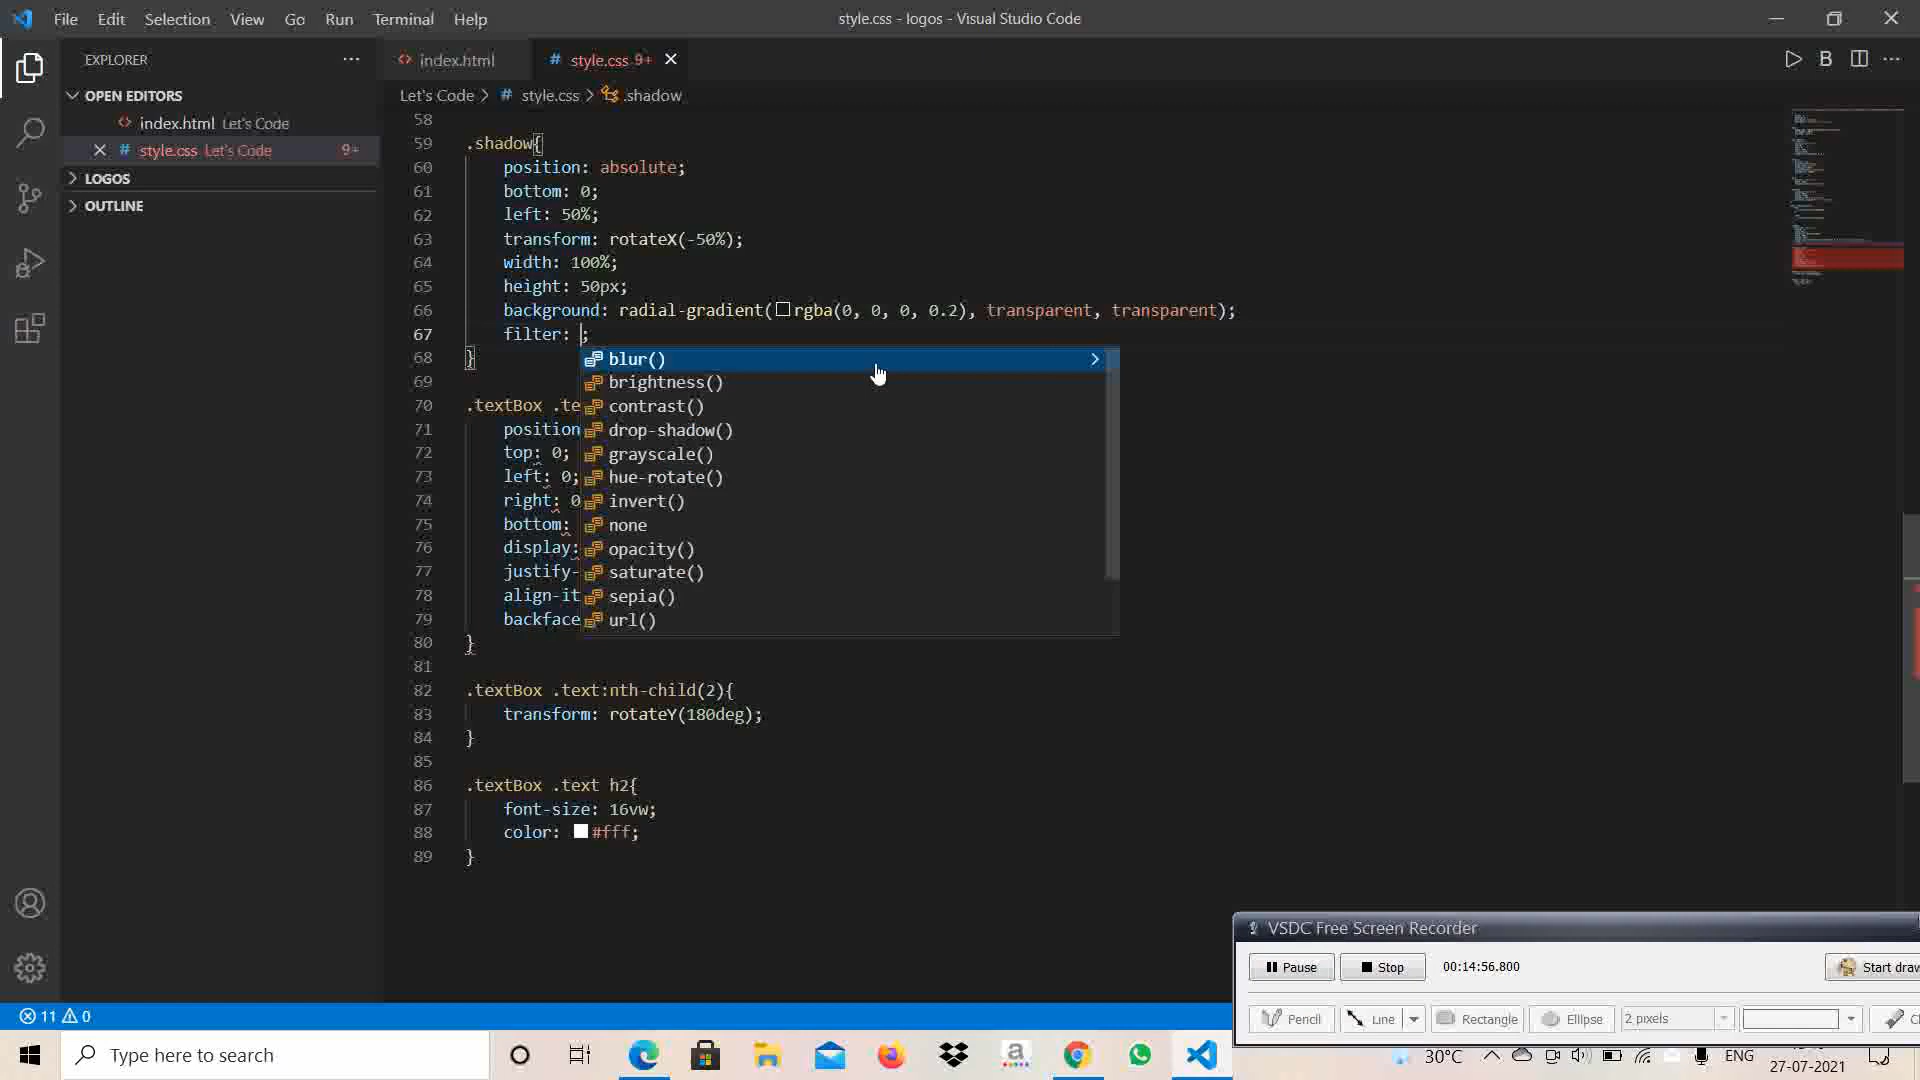 File Edit Selection View Go Run Terminal Help
style.css - logos - Visual Studio Code
EXPLORER
index.html
# style.css 9+
OPEN EDITORS
index.html Let's Code
# style.css Let's Code 9+
LOGOS
OUTLINE
Let's Code > # style.css > .shadow
58
59 .shadow{
60 position: absolute;
61 bottom: 0;
62 left: 50%;
63 transform: rotateX(-50%);
64 width: 100%;
65 height: 50px;
66 background: radial-gradient(rgba(0, 0, 0, 0.2), transparent, transparent);
67 filter: ;
68 }
69
70 .textBox .te
71 position
72 top: 0;
73 left: 0;
74 right: 0
75 bottom:
76 display:
77 justify-
78 align-it
79 backface
80 }
81
82 .textBox .text:nth-child(2){
83 transform: rotateY(180deg);
84 }
85
86 .textBox .text h2{
87 font-size: 16vw;
88 color: #fff;
89 }
blur()
brightness()
contrast()
drop-shadow()
grayscale()
hue-rotate()
invert()
none
opacity()
saturate()
sepia()
url()
VSDC Free Screen Recorder
Pause Stop 00:14:56.800 Start draw
Pencil Line Rectangle Ellipse 2 pixels
11 0
Type here to search
30°C ENG
27-07-2021